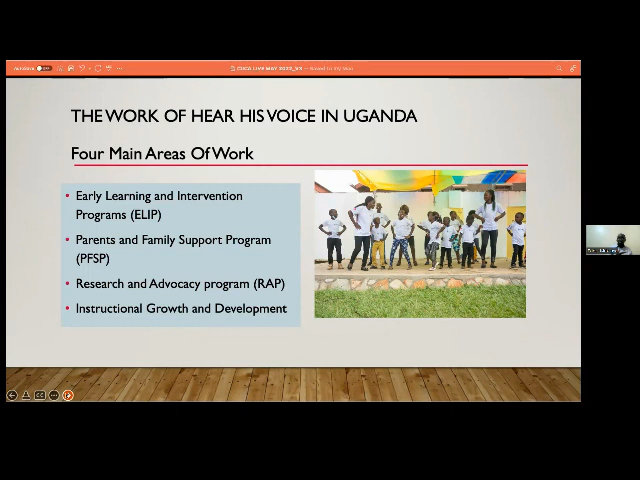 THE WORK OF HEAR HIS VOICE IN UGANDA
Four Main Areas Of Work
• Early Learning and Intervention
Programs (ELIP)
• Parents and Family Support Program
(PFSP)
• Research and Advocacy program (RAP)
• Instructional Growth and Development